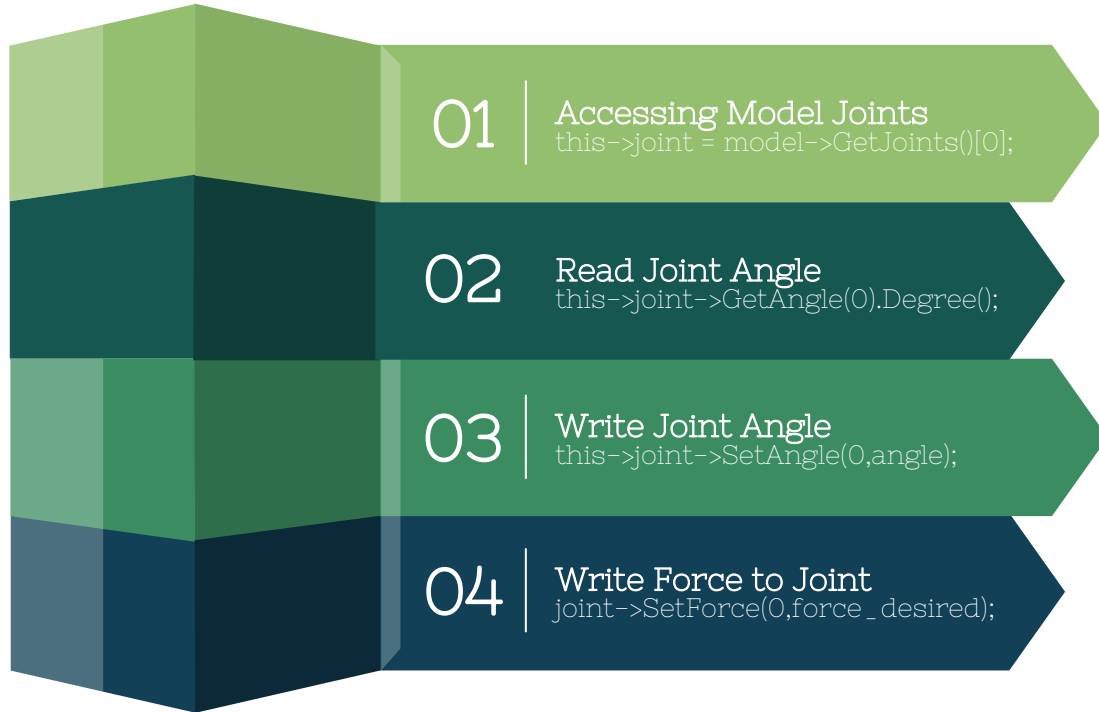 01
Accessing Model Joints
this->joint = model->GetJoints()[0];
02
Read Joint Angle
this->joint->GetAngle(0).Degree();
03
Write Joint Angle
this->joint->SetAngle(0,angle);
04
Write Force to Joint
joint->SetForce(0,force_desired);